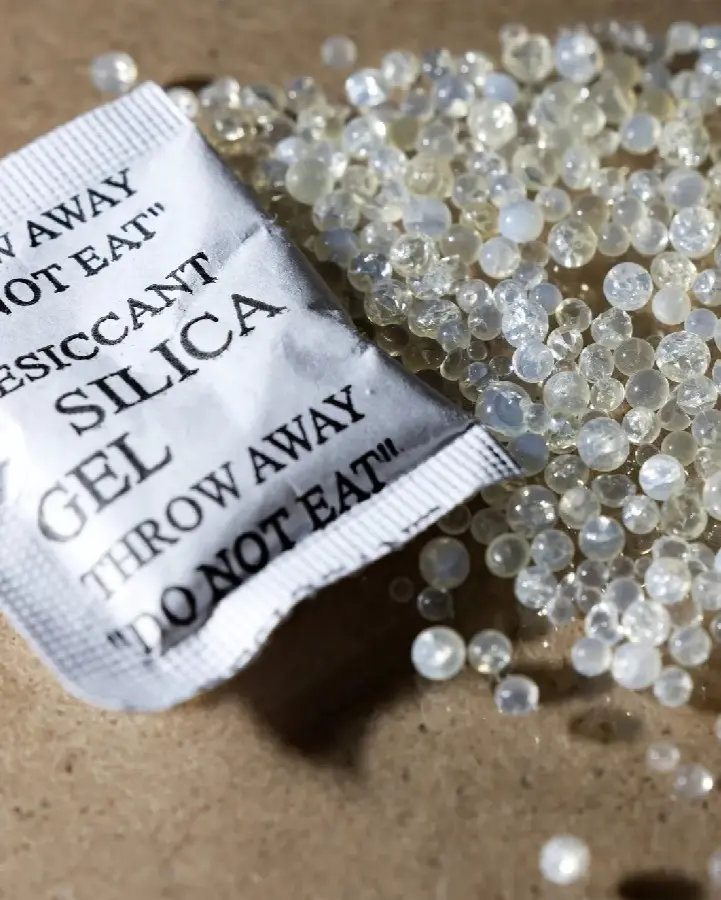 W AWAY
NOT EAT"
ESICCANT
SILICA
GEL
THROW AWAY
"DO NOT EAT"